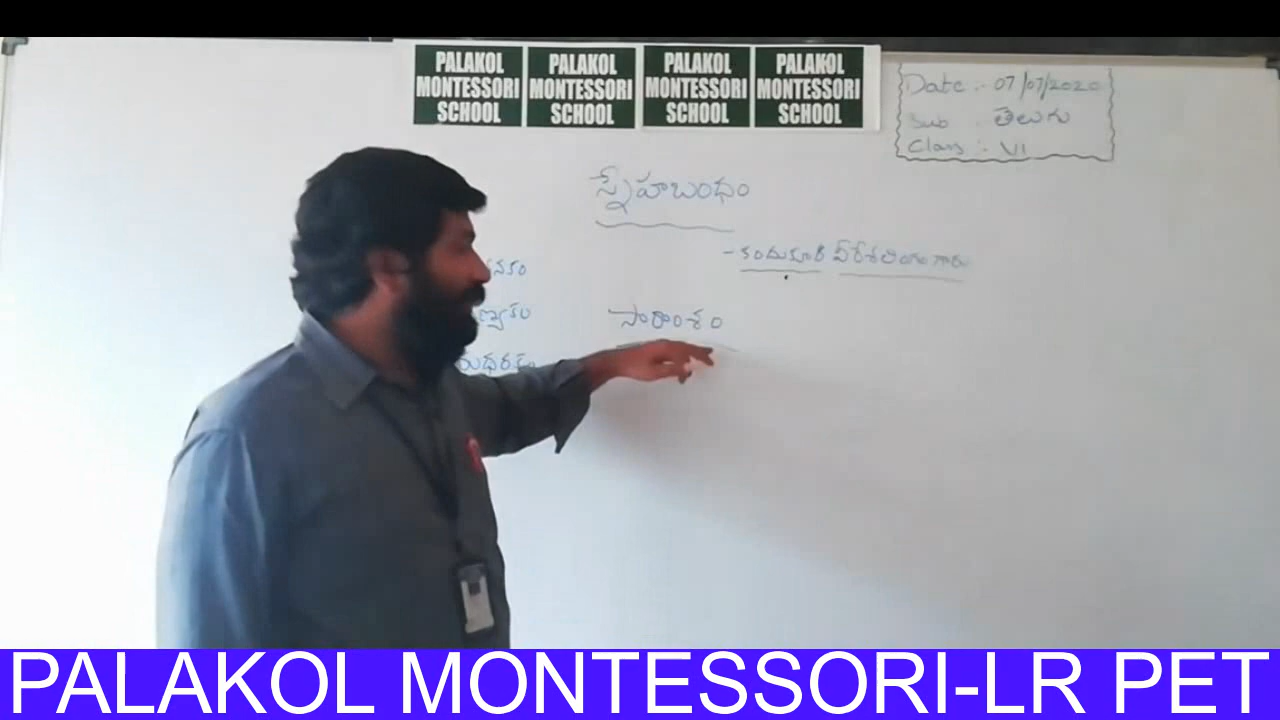 PALAKOL
MONTESSORI
SCHOOL
PALAKOL
MONTESSORI
SCHOOL
PALAKOL
MONTESSORI
SCHOOL
PALAKOL
MONTESSORI
SCHOOL
Date :- 07/07/2020
Sub : తెలుగు
Class :- VI
స్నేహబంధం
- కందుకూరి వీరేశలింగం గారు
సారాంశం
PALAKOL MONTESSORI-LR PET